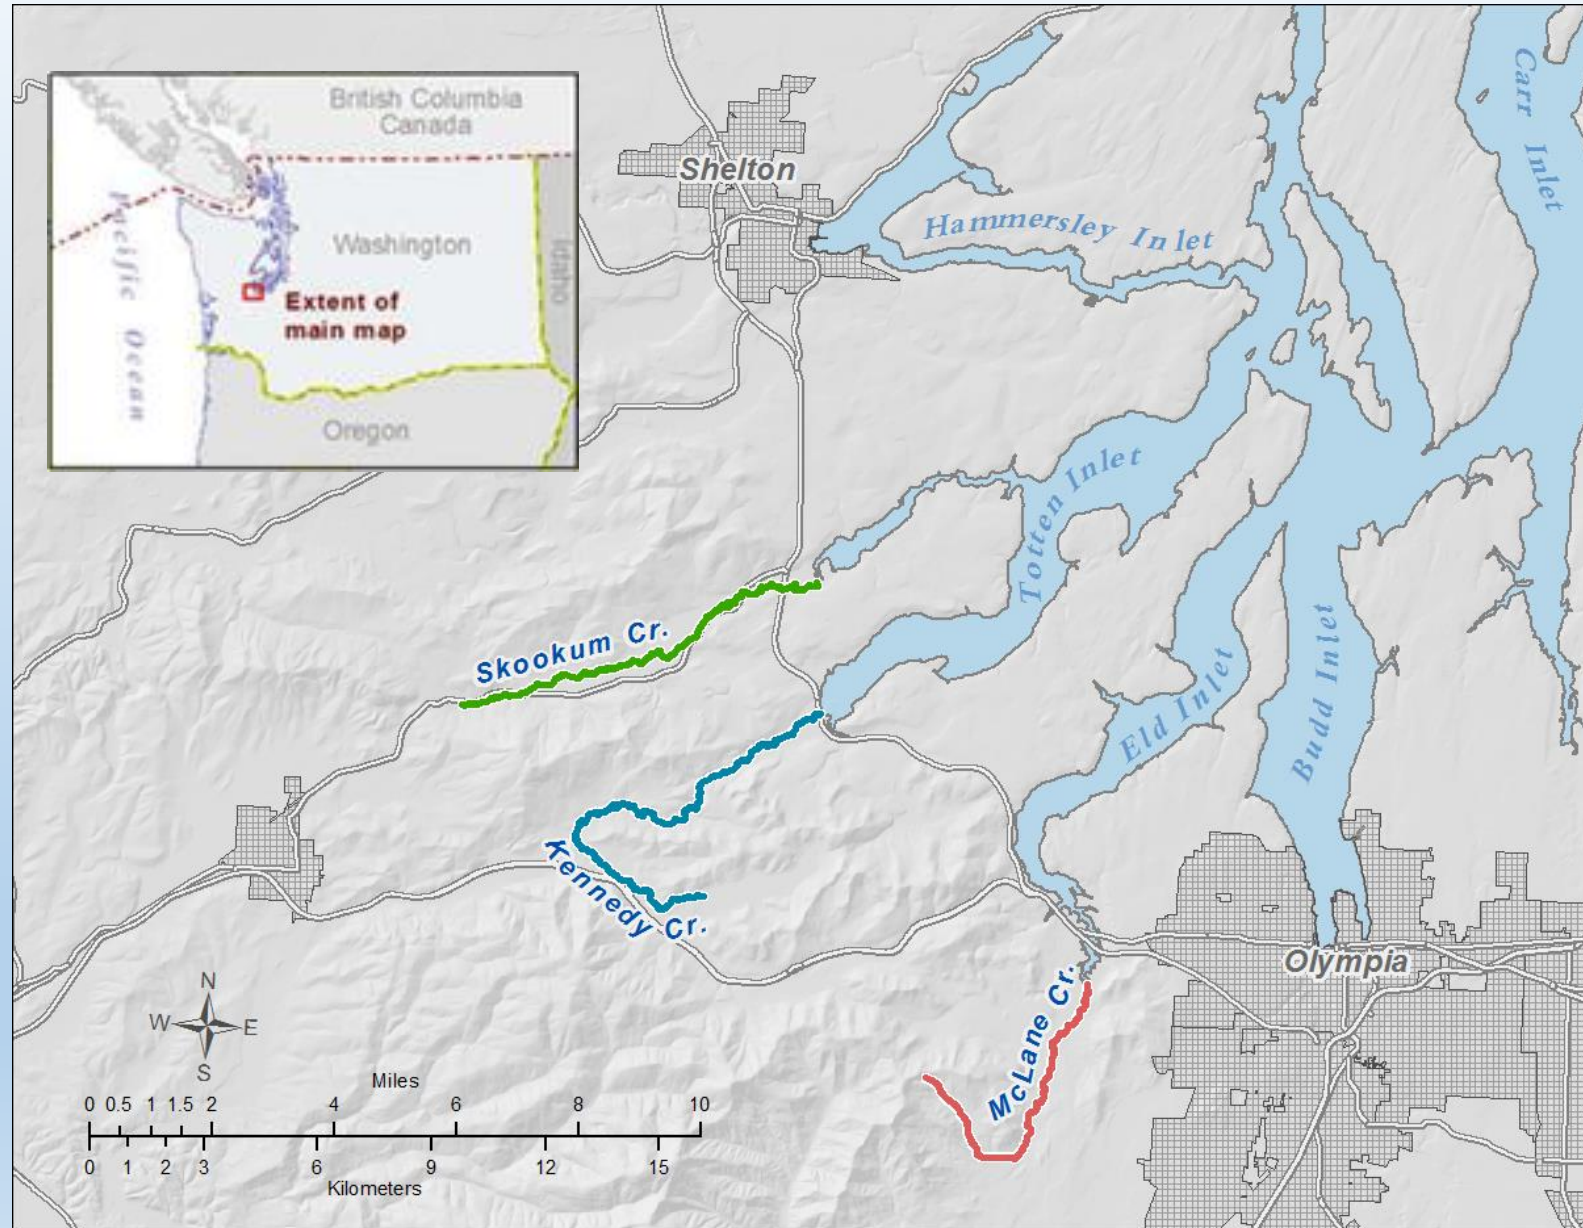 British Columbia
Canada
Pacific Ocean
Washington
Idaho
Extent of
main map
Oregon
Shelton
Hammersley Inlet
Carr Inlet
Totten Inlet
Skookum Cr.
Eld Inlet
Budd Inlet
Kennedy Cr.
Olympia
McLane Cr.
N
W E
S
Miles
0 0.5 1 1.5 2 4 6 8 10
0 1 2 3 6 9 12 15
Kilometers